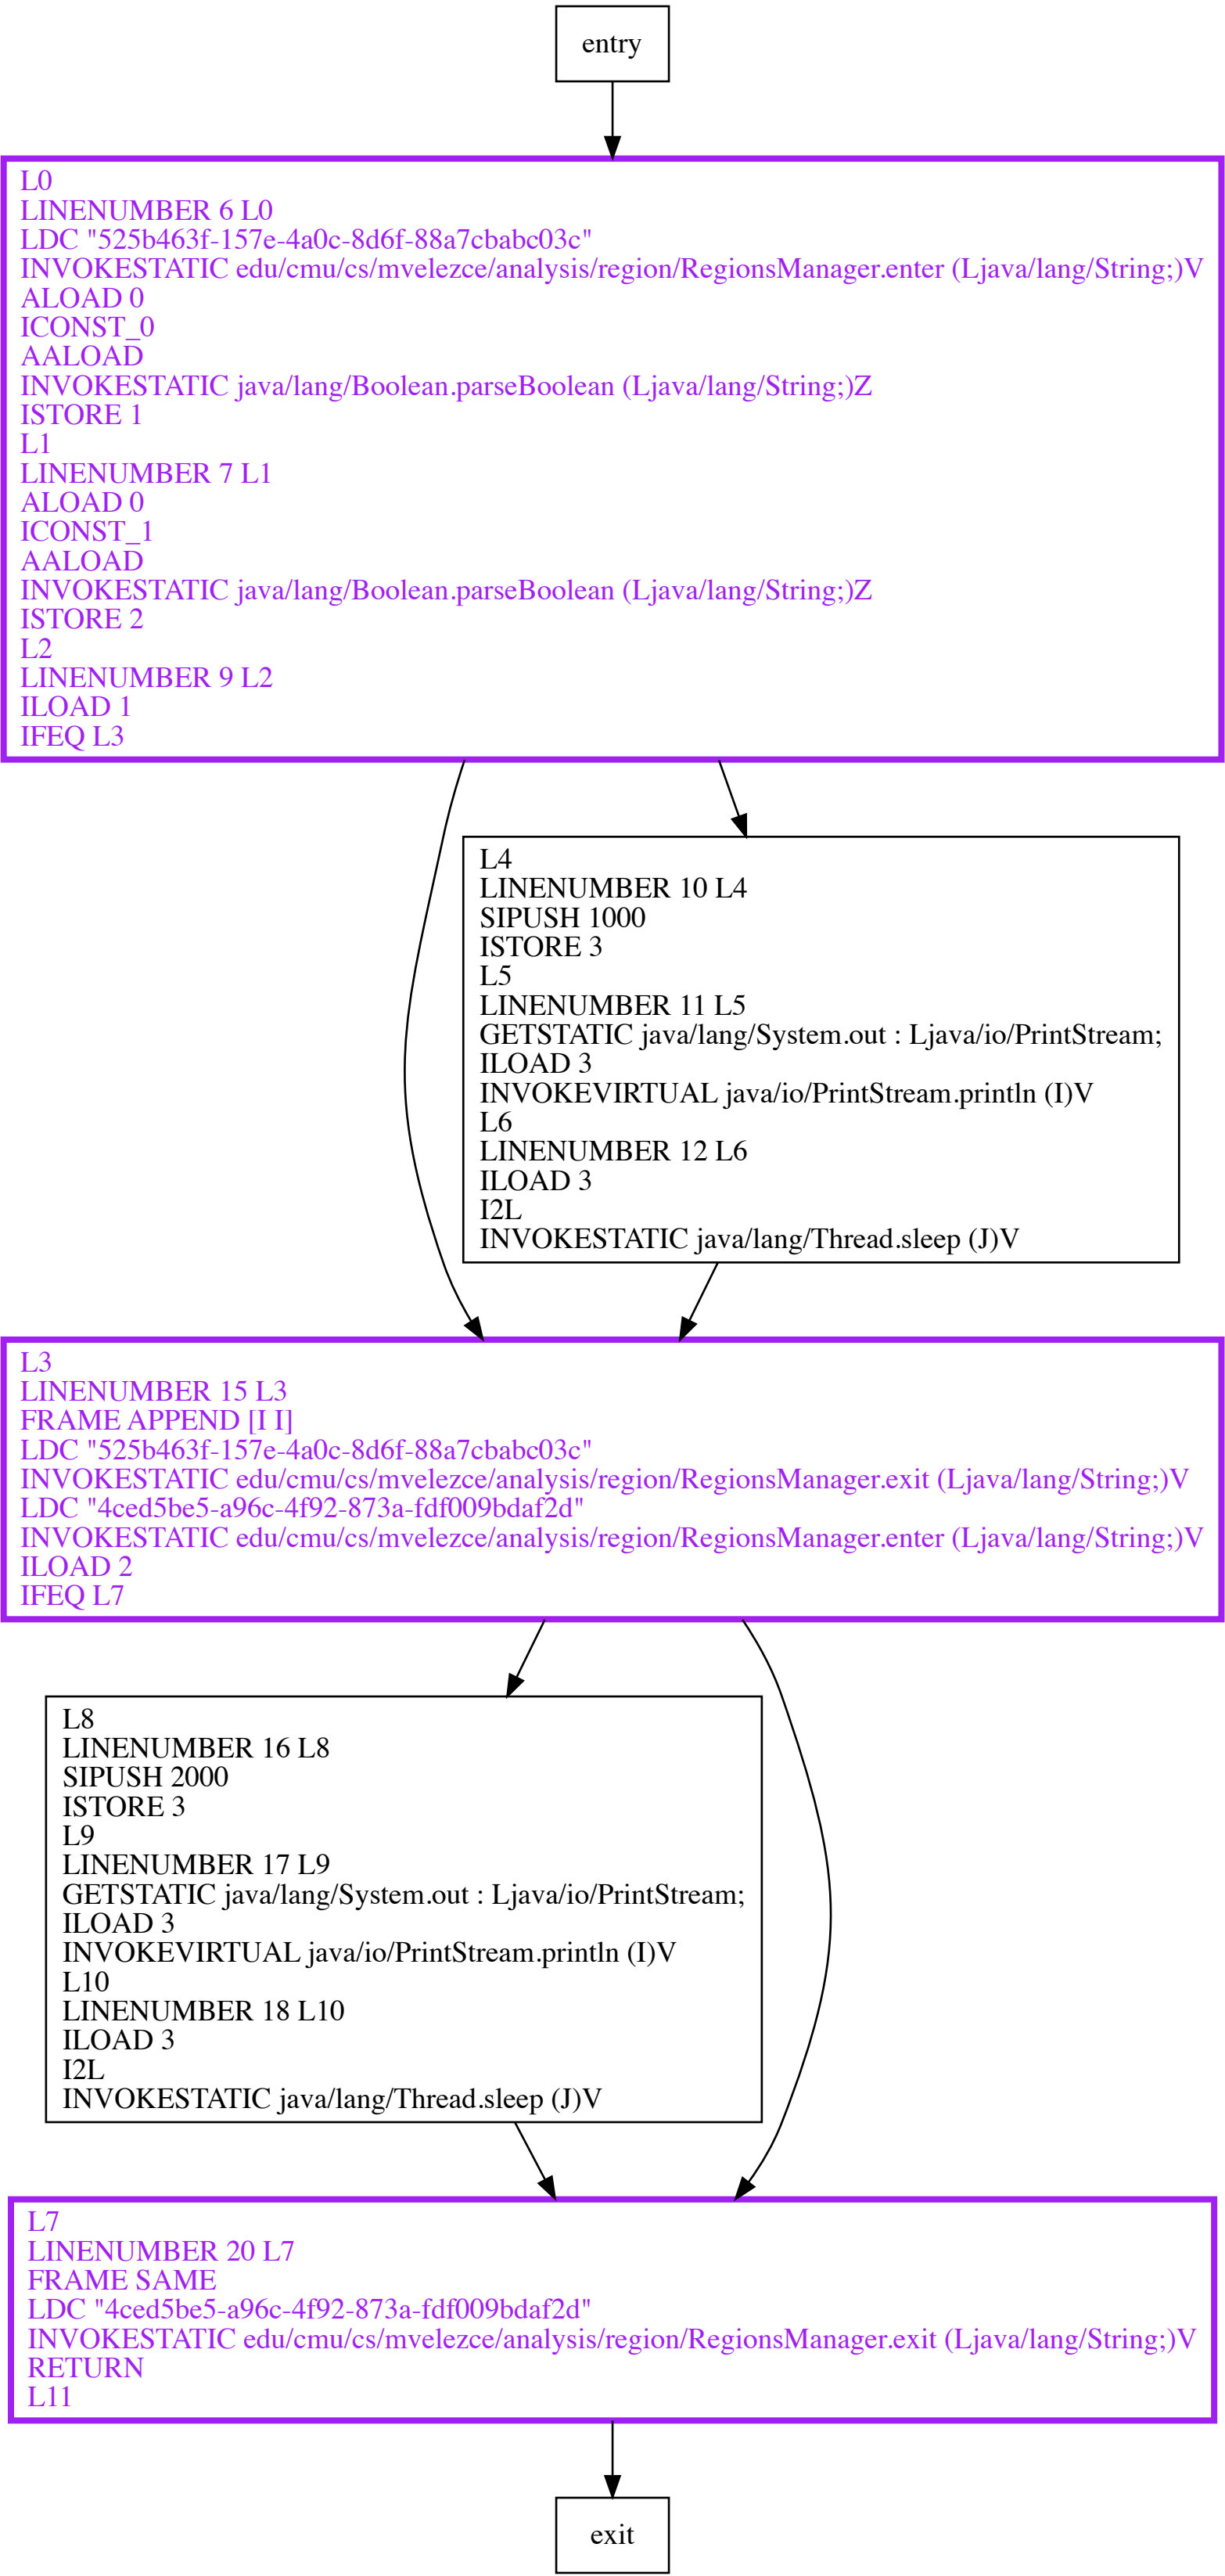 entry
L0
LINENUMBER 6 L0
LDC "525b463f-157e-4a0c-8d6f-88a7cbabc03c"
INVOKESTATIC edu/cmu/cs/mvelezce/analysis/region/RegionsManager.enter (Ljava/lang/String;)V
ALOAD 0
ICONST_0
AALOAD
INVOKESTATIC java/lang/Boolean.parseBoolean (Ljava/lang/String;)Z
ISTORE 1
L1
LINENUMBER 7 L1
ALOAD 0
ICONST_1
AALOAD
INVOKESTATIC java/lang/Boolean.parseBoolean (Ljava/lang/String;)Z
ISTORE 2
L2
LINENUMBER 9 L2
ILOAD 1
IFEQ L3
L4
LINENUMBER 10 L4
SIPUSH 1000
ISTORE 3
L5
LINENUMBER 11 L5
GETSTATIC java/lang/System.out : Ljava/io/PrintStream;
ILOAD 3
INVOKEVIRTUAL java/io/PrintStream.println (I)V
L6
LINENUMBER 12 L6
ILOAD 3
I2L
INVOKESTATIC java/lang/Thread.sleep (J)V
L3
LINENUMBER 15 L3
FRAME APPEND [I I]
LDC "525b463f-157e-4a0c-8d6f-88a7cbabc03c"
INVOKESTATIC edu/cmu/cs/mvelezce/analysis/region/RegionsManager.exit (Ljava/lang/String;)V
LDC "4ced5be5-a96c-4f92-873a-fdf009bdaf2d"
INVOKESTATIC edu/cmu/cs/mvelezce/analysis/region/RegionsManager.enter (Ljava/lang/String;)V
ILOAD 2
IFEQ L7
L8
LINENUMBER 16 L8
SIPUSH 2000
ISTORE 3
L9
LINENUMBER 17 L9
GETSTATIC java/lang/System.out : Ljava/io/PrintStream;
ILOAD 3
INVOKEVIRTUAL java/io/PrintStream.println (I)V
L10
LINENUMBER 18 L10
ILOAD 3
I2L
INVOKESTATIC java/lang/Thread.sleep (J)V
L7
LINENUMBER 20 L7
FRAME SAME
LDC "4ced5be5-a96c-4f92-873a-fdf009bdaf2d"
INVOKESTATIC edu/cmu/cs/mvelezce/analysis/region/RegionsManager.exit (Ljava/lang/String;)V
RETURN
L11
exit